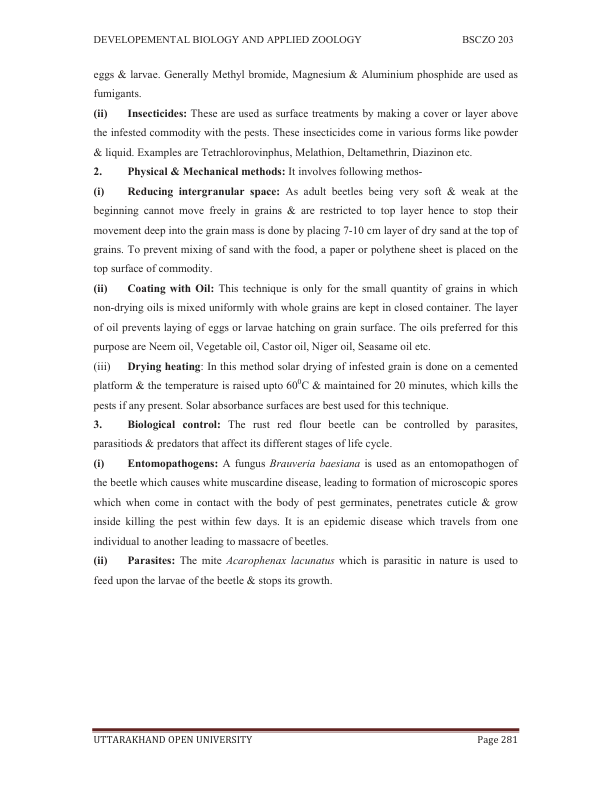 DEVELOPEMENTAL BIOLOGY AND APPLIED ZOOLOGY BSCZO 203
eggs & larvae. Generally Methyl bromide, Magnesium & Aluminium phosphide are used as
fumigants.
(ii) Insecticides: These are used as surface treatments by making a cover or layer above
the infested commodity with the pests. These insecticides come in various forms like powder
& liquid. Examples are Tetrachlorovinphus, Melathion, Deltamethrin, Diazinon etc.
2. Physical & Mechanical methods: It involves following methos-
(i) Reducing intergranular space: As adult beetles being very soft & weak at the
beginning cannot move freely in grains & are restricted to top layer hence to stop their
movement deep into the grain mass is done by placing 7-10 cm layer of dry sand at the top of
grains. To prevent mixing of sand with the food, a paper or polythene sheet is placed on the
top surface of commodity.
(ii) Coating with Oil: This technique is only for the small quantity of grains in which
non-drying oils is mixed uniformly with whole grains are kept in closed container. The layer
of oil prevents laying of eggs or larvae hatching on grain surface. The oils preferred for this
purpose are Neem oil, Vegetable oil, Castor oil, Niger oil, Seasame oil etc.
(iii) Drying heating: In this method solar drying of infested grain is done on a cemented
platform & the temperature is raised upto 60⁰C & maintained for 20 minutes, which kills the
pests if any present. Solar absorbance surfaces are best used for this technique.
3. Biological control: The rust red flour beetle can be controlled by parasites,
parasitiods & predators that affect its different stages of life cycle.
(i) Entomopathogens: A fungus Brauveria baesiana is used as an entomopathogen of
the beetle which causes white muscardine disease, leading to formation of microscopic spores
which when come in contact with the body of pest germinates, penetrates cuticle & grow
inside killing the pest within few days. It is an epidemic disease which travels from one
individual to another leading to massacre of beetles.
(ii) Parasites: The mite Acarophenax lacunatus which is parasitic in nature is used to
feed upon the larvae of the beetle & stops its growth.
UTTARAKHAND OPEN UNIVERSITY Page 281